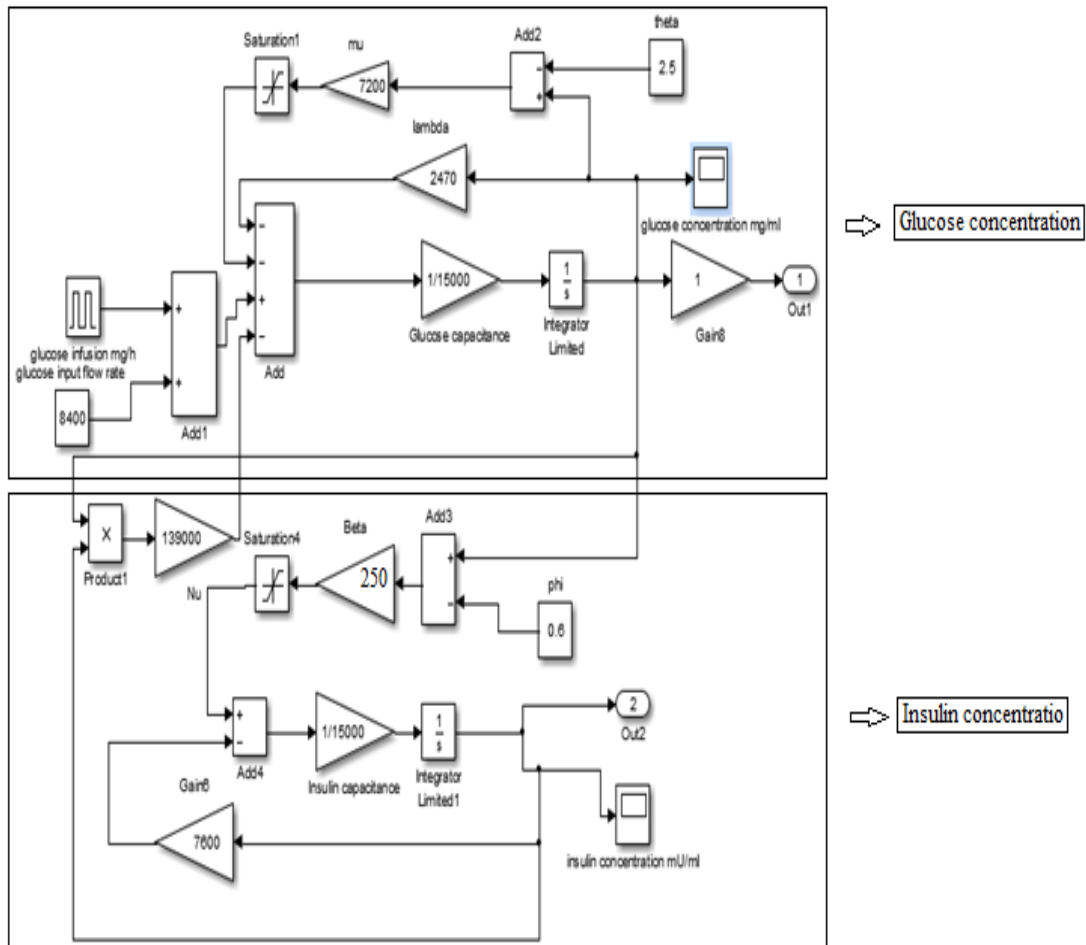 theta
2.5
Add2
-
+
mu
7200
Saturation1
lambda
2470
glucose concentration mg/ml
Glucose concentration
glucose infusion mg/h
glucose input flow rate
8400
+
+
Add1
-
-
+
-
Add
1/15000
Glucose capacitance
1
s
Integrator
Limited
1
Gain8
1
Out1
X
Product1
139000
Nu
Saturation4
Beta
250
Add3
+
-
phi
0.6
+
-
Add4
1/15000
Insulin capacitance
1
s
Integrator
Limited1
2
Out2
Gain6
7600
insulin concentration mU/ml
Insulin concentratio